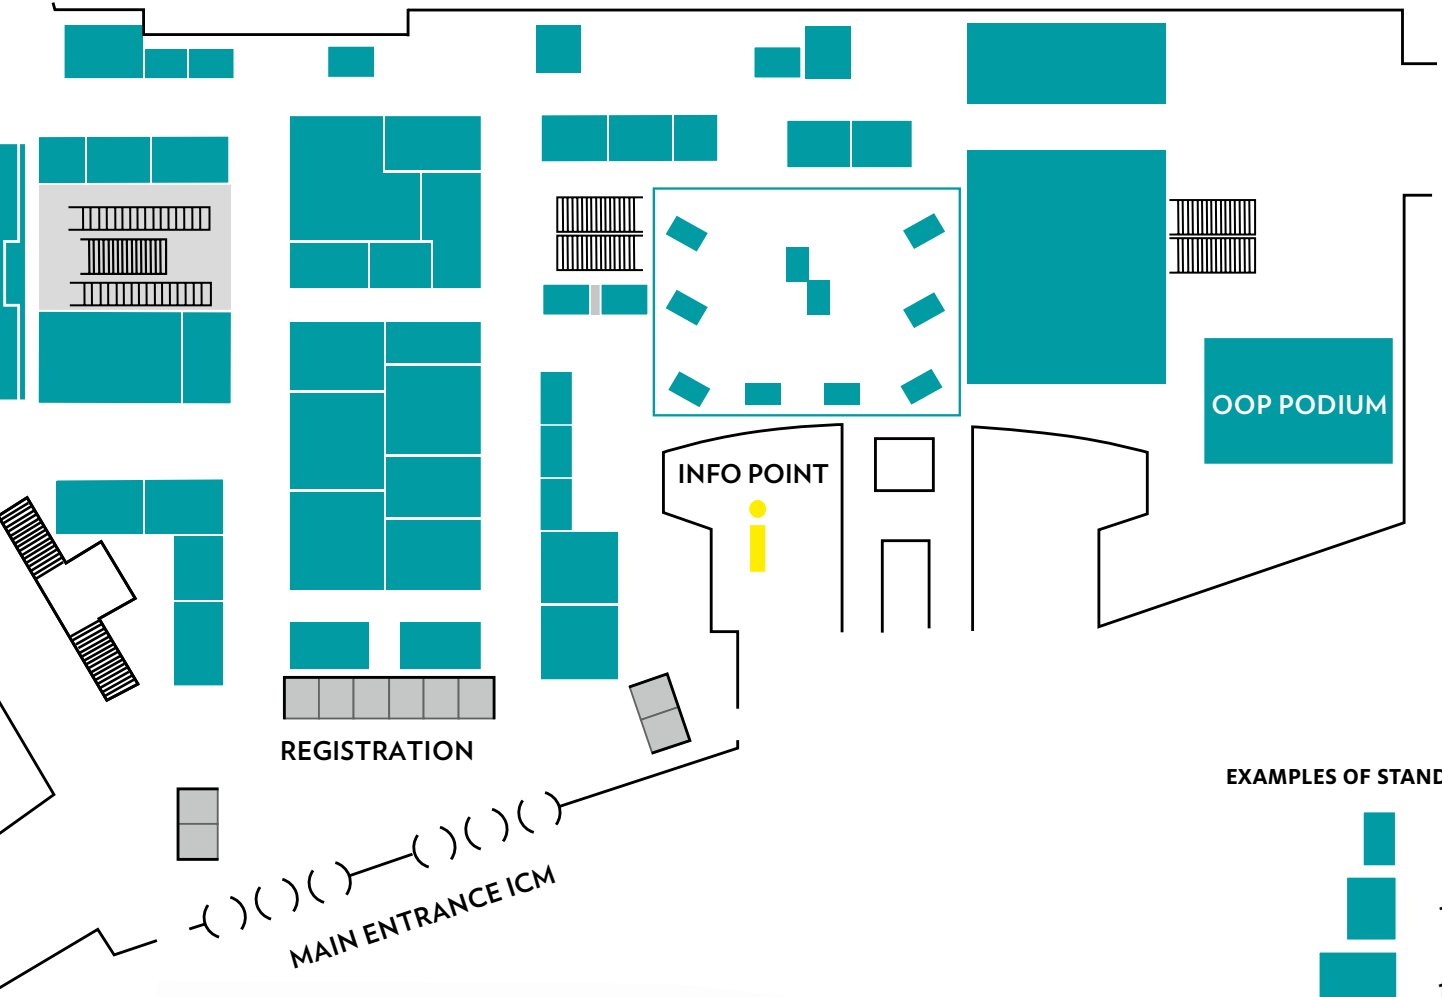 OOP PODIUM
INFO POINT
REGISTRATION
EXAMPLES OF STAND
MAIN ENTRANCE ICM